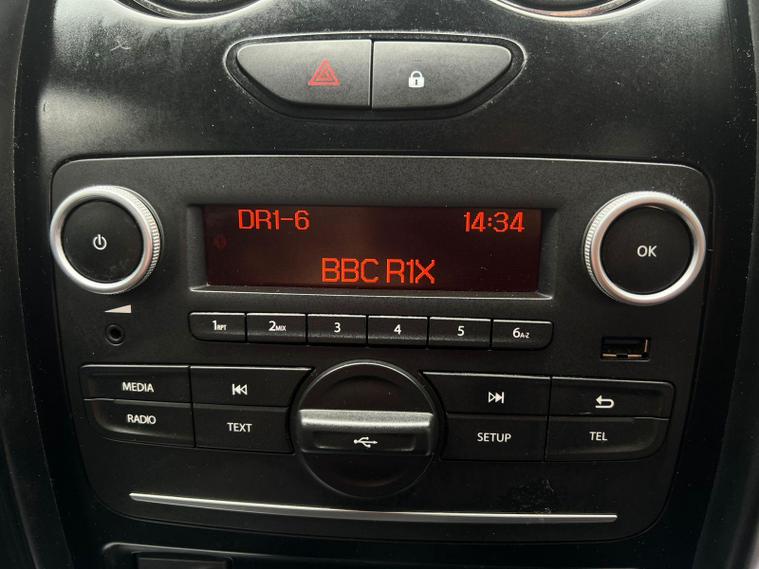 DR1-6 14:34
BBC R1X
OK
1RPT 2MIX 3 4 5 6A-Z
MEDIA
RADIO TEXT SETUP TEL